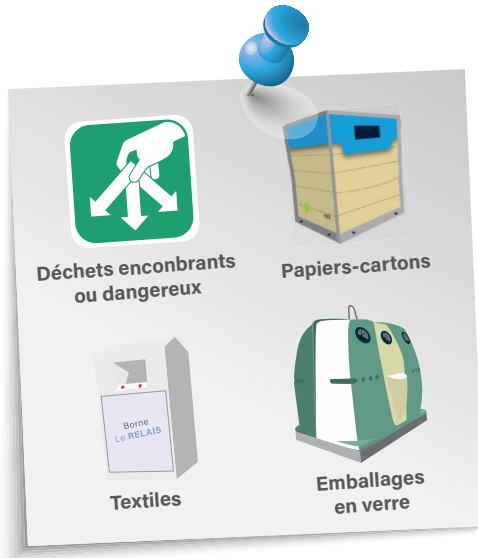 Déchets enconbrants
ou dangereux
Papiers-cartons
Borne
Le RELAIS
Textiles
Emballages
en verre